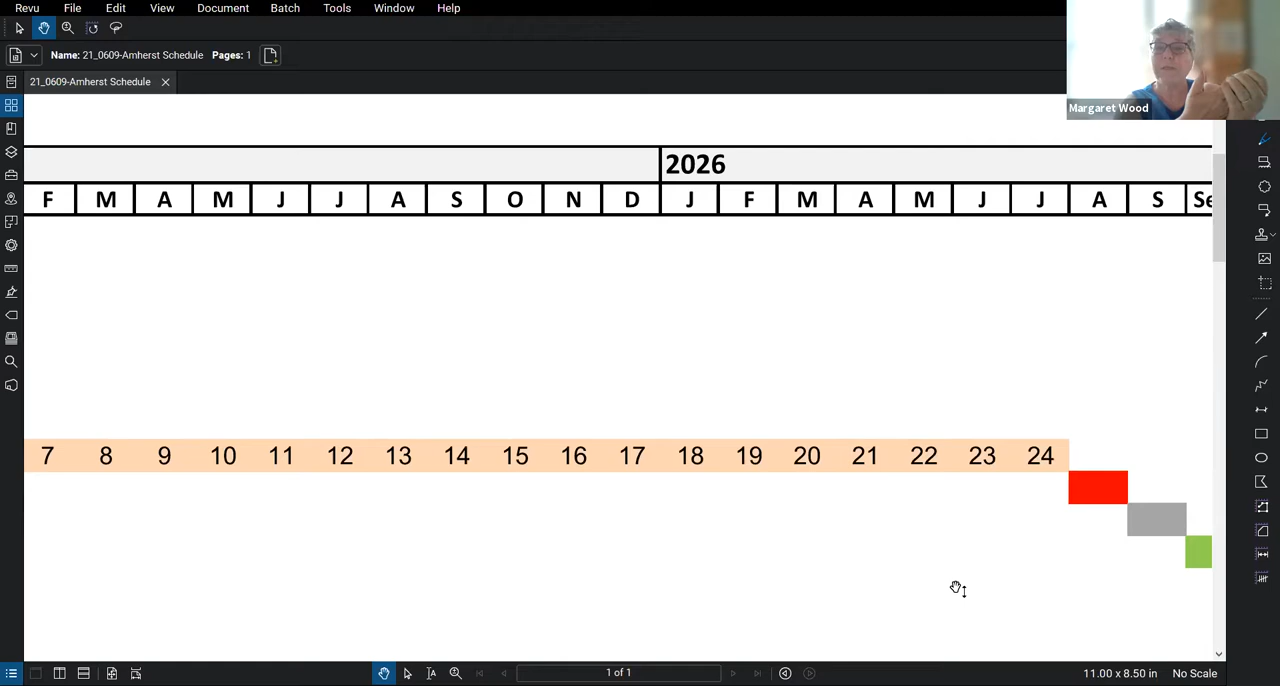 Revu File Edit View Document Batch Tools Window Help
Name: 21_0609-Amherst Schedule Pages: 1
21_0609-Amherst Schedule
Margaret Wood
2026
F M A M J J A S O N D J F M A M J J A S Se
7 8 9 10 11 12 13 14 15 16 17 18 19 20 21 22 23 24
1 of 1
11.00 x 8.50 in No Scale